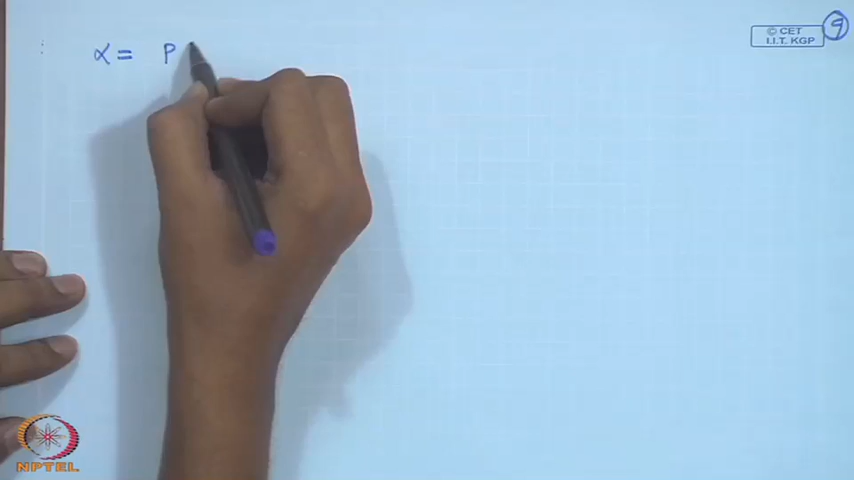 α = P
© CET
I.I.T. KGP
9
NPTEL